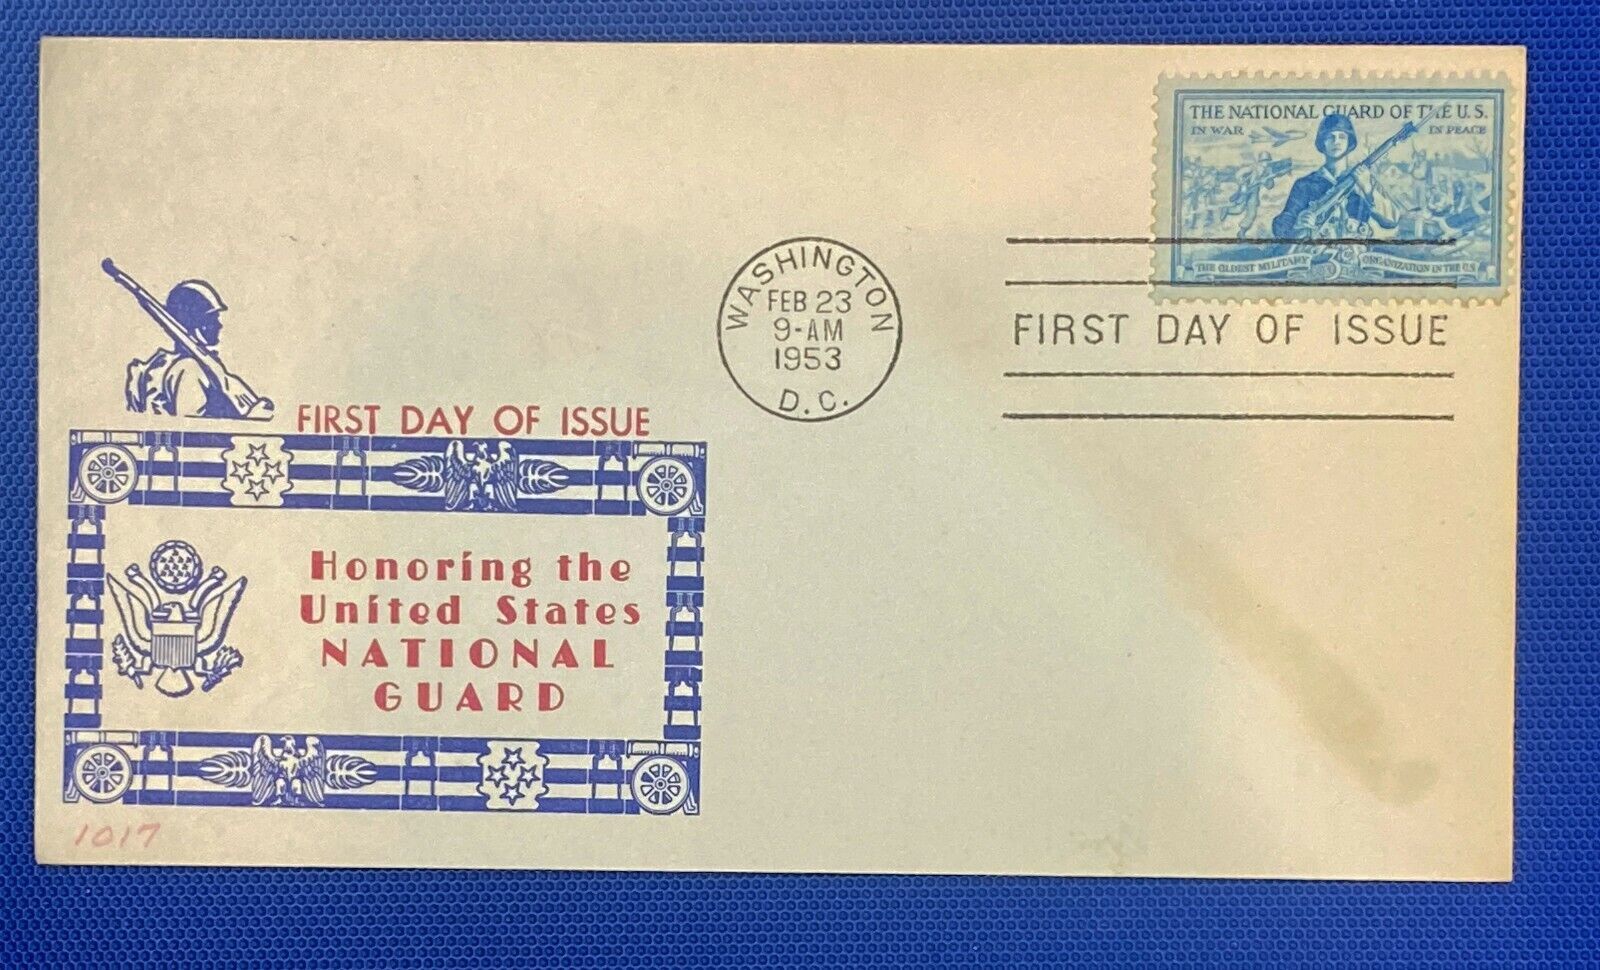 THE NATIONAL GUARD OF THE U.S.
IN WAR IN PEACE
THE OLDEST MILITARY 3¢ ORGANIZATION IN THE U.S.
WASHINGTON
FEB 23
9-AM
1953
D.C.
FIRST DAY OF ISSUE
FIRST DAY OF ISSUE
Honoring the
United States
NATIONAL
GUARD
1017